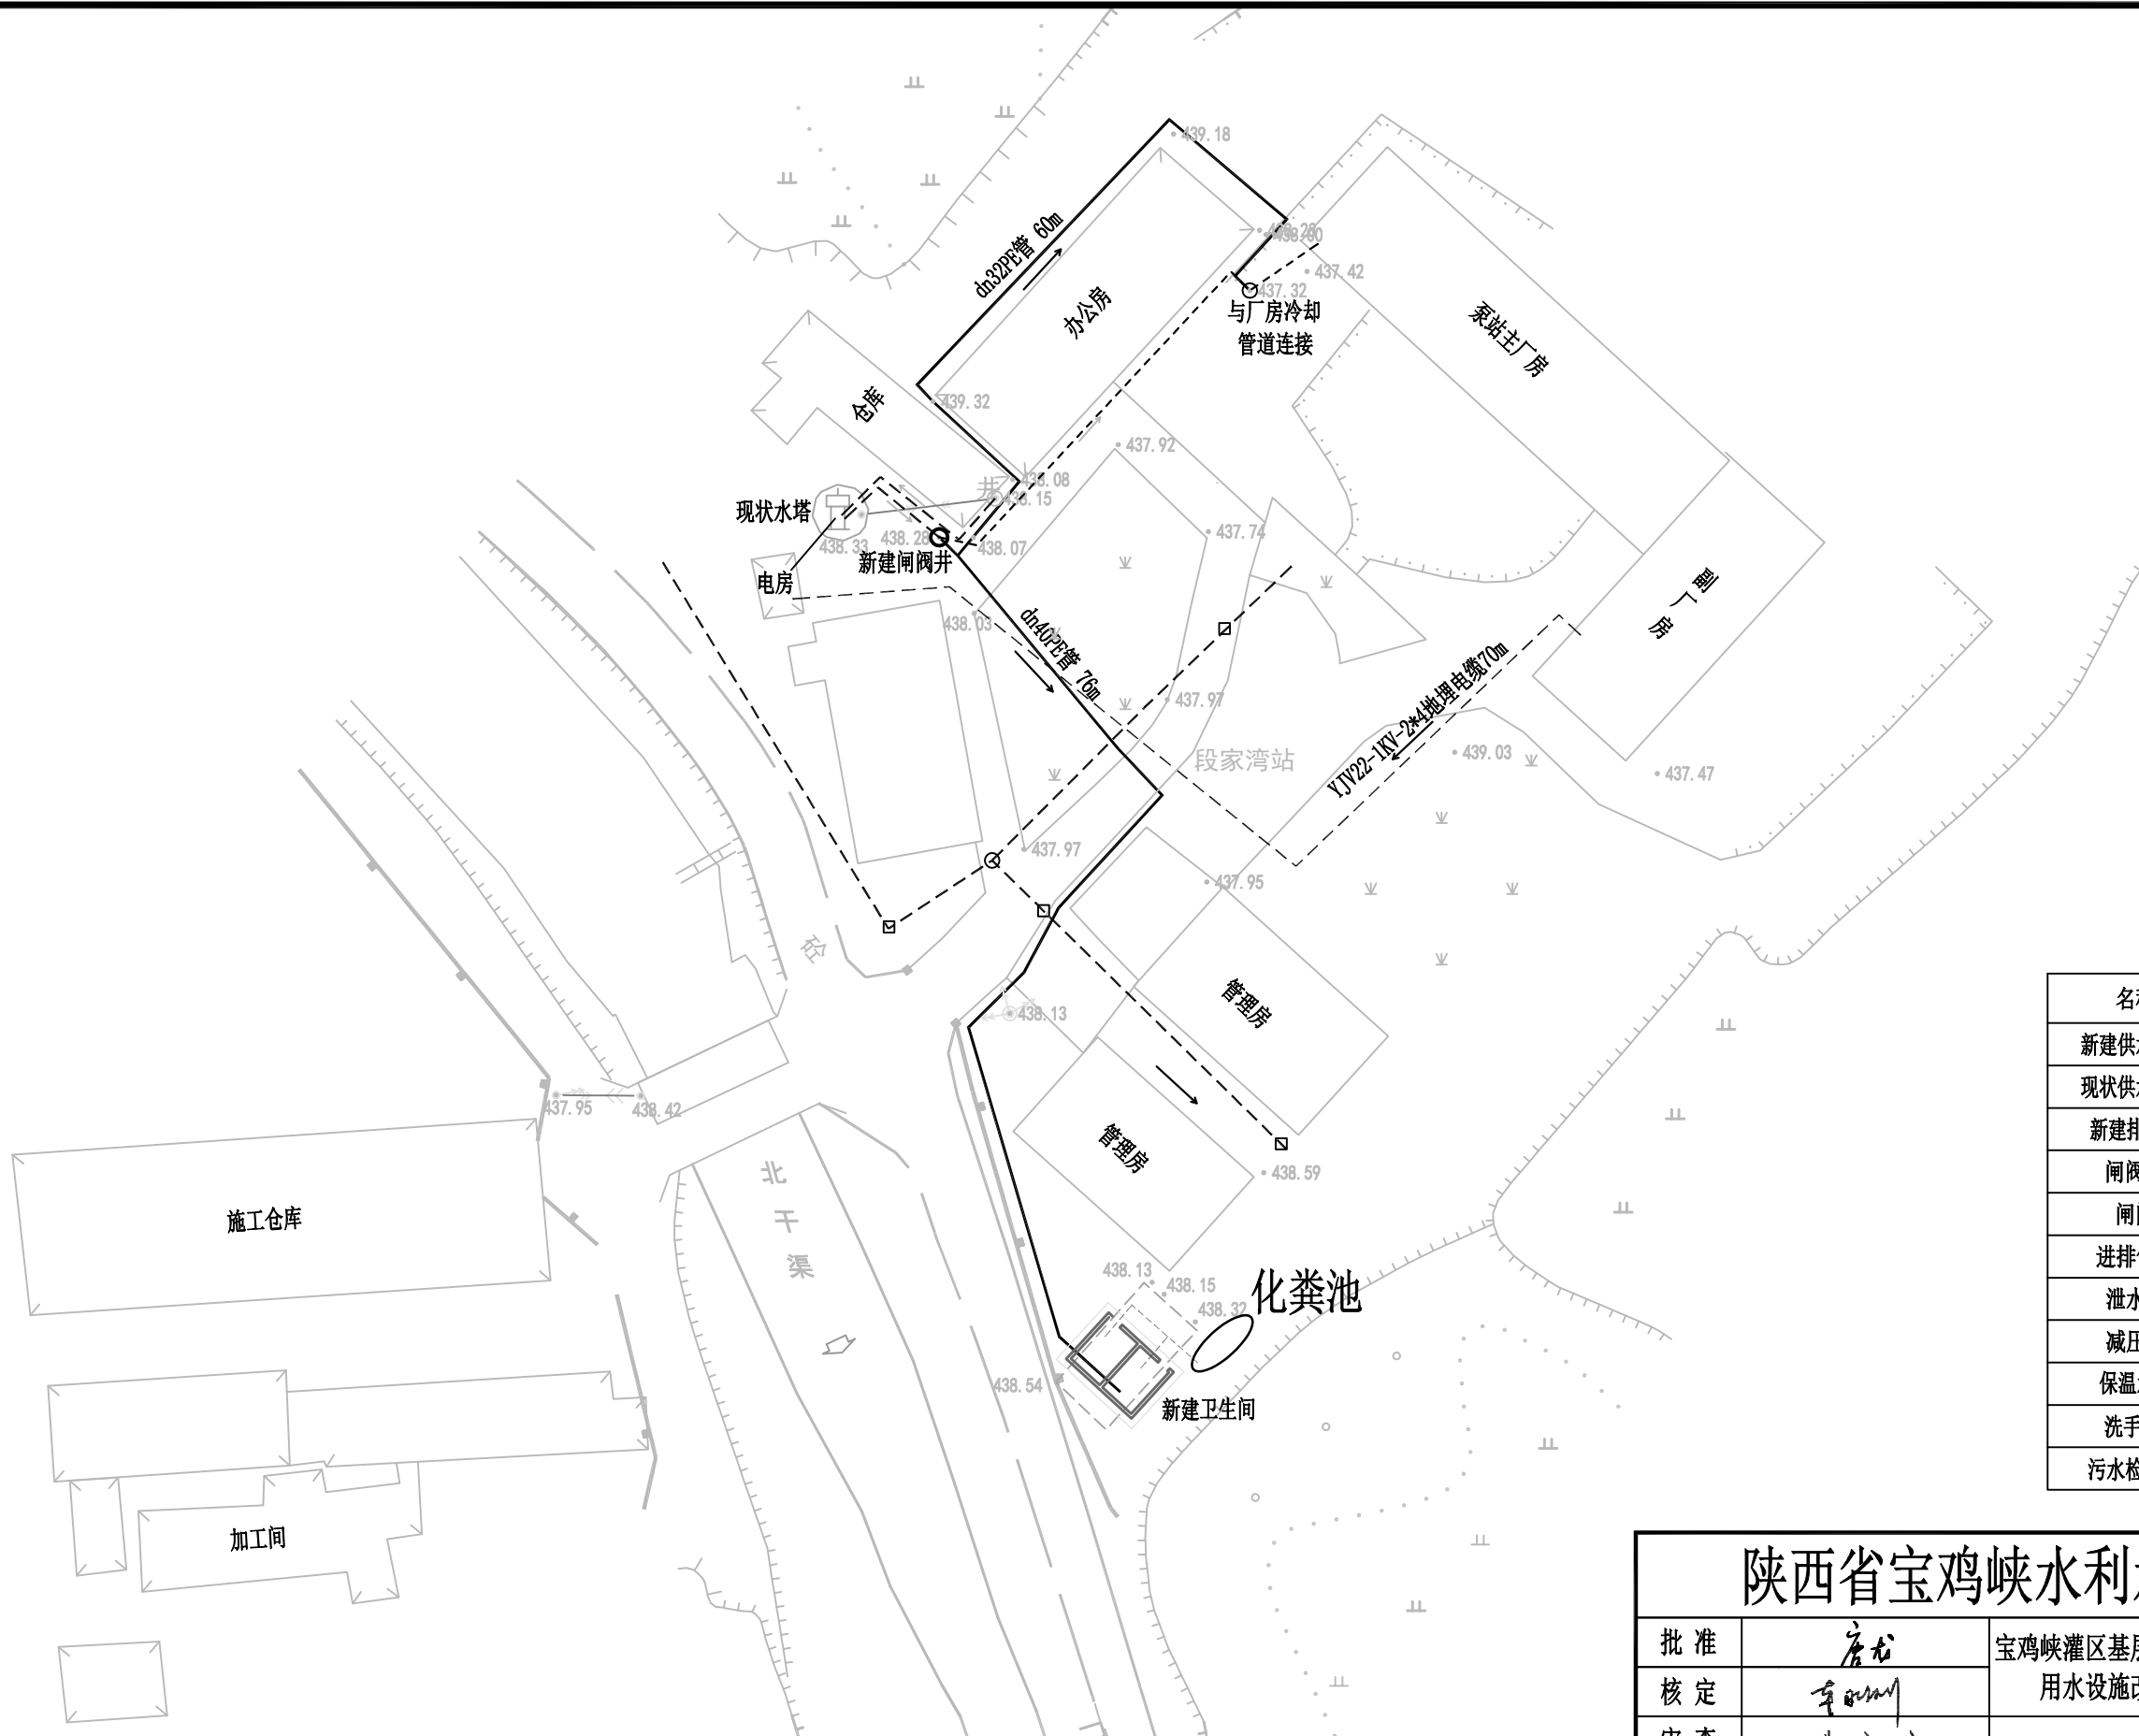 439.18
dn32PE管 60m
438.60
437.42
437.32
与厂房冷却
管道连接
办公房
泵站主厂房
仓库
439.32
437.92
井
438.08
438.15
现状水塔
438.33
438.28
438.07
437.74
新建闸阀井
电房
副厂房
438.03
dn40PE管 76m
437.97
YJV22-1KV-2*4地埋电缆70m
段家湾站
439.03
437.47
437.97
437.95
砼
438.13
管理房
437.95
438.42
管理房
438.59
施工仓库
北干渠
438.13
438.15
438.32
化粪池
438.54
新建卫生间
加工间
新建供
现状供
新建排
闸阀
进排
泄水
减压
保温
洗手
污水检
陕西省宝鸡峡水利
批 准
宝鸡峡灌区基层
用水设施改
核 定